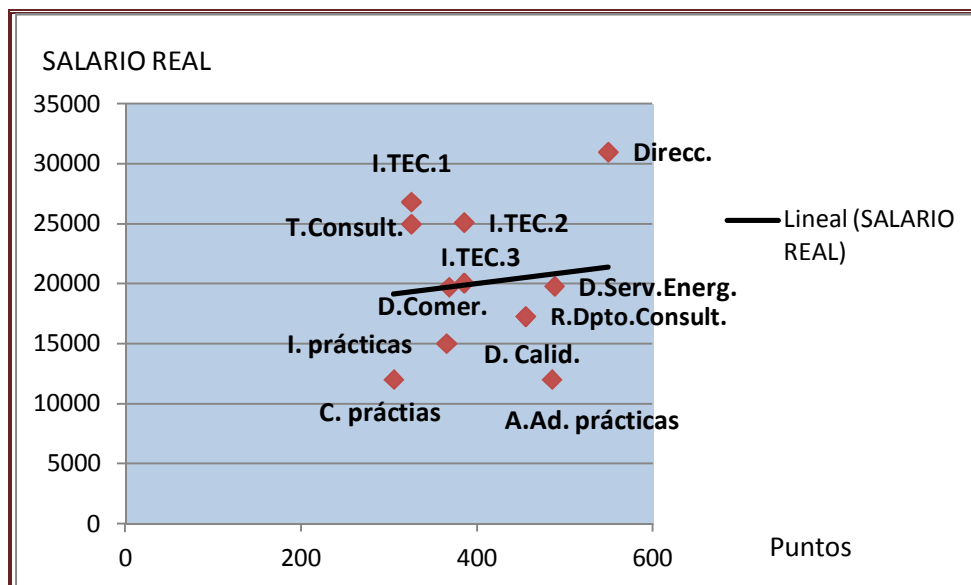 SALARIO REAL
35000
30000
25000
20000
15000
10000
5000
0
0
200
400
600
Puntos
Direcc.
I.TEC.1
T.Consult.
I.TEC.2
I.TEC.3
D.Comer.
D.Serv.Energ.
R.Dpto.Consult.
I. prácticas
D. Calid.
C. práctias
A.Ad. prácticas
Lineal (SALARIO
REAL)